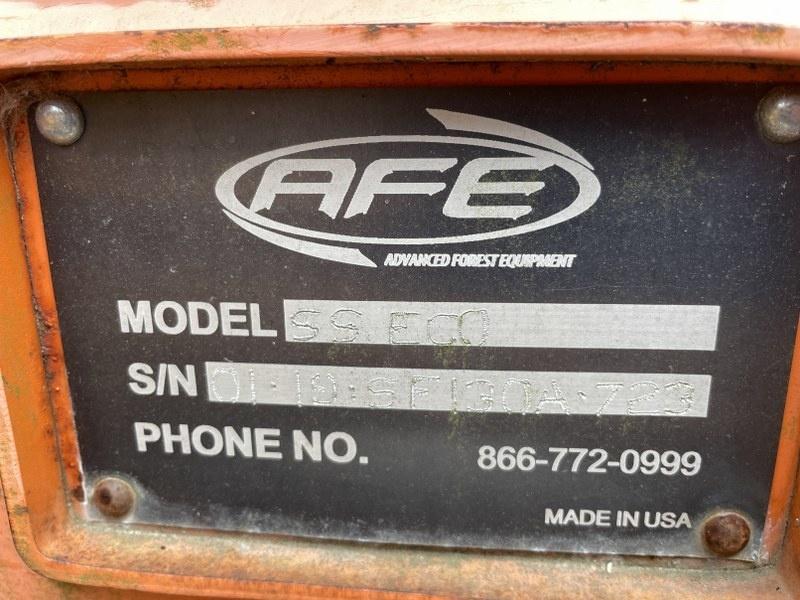 AFE
ADVANCED FOREST EQUIPMENT
MODEL SS ECO
S/N 01·19·SF130A·723
PHONE NO. 866-772-0999
MADE IN USA